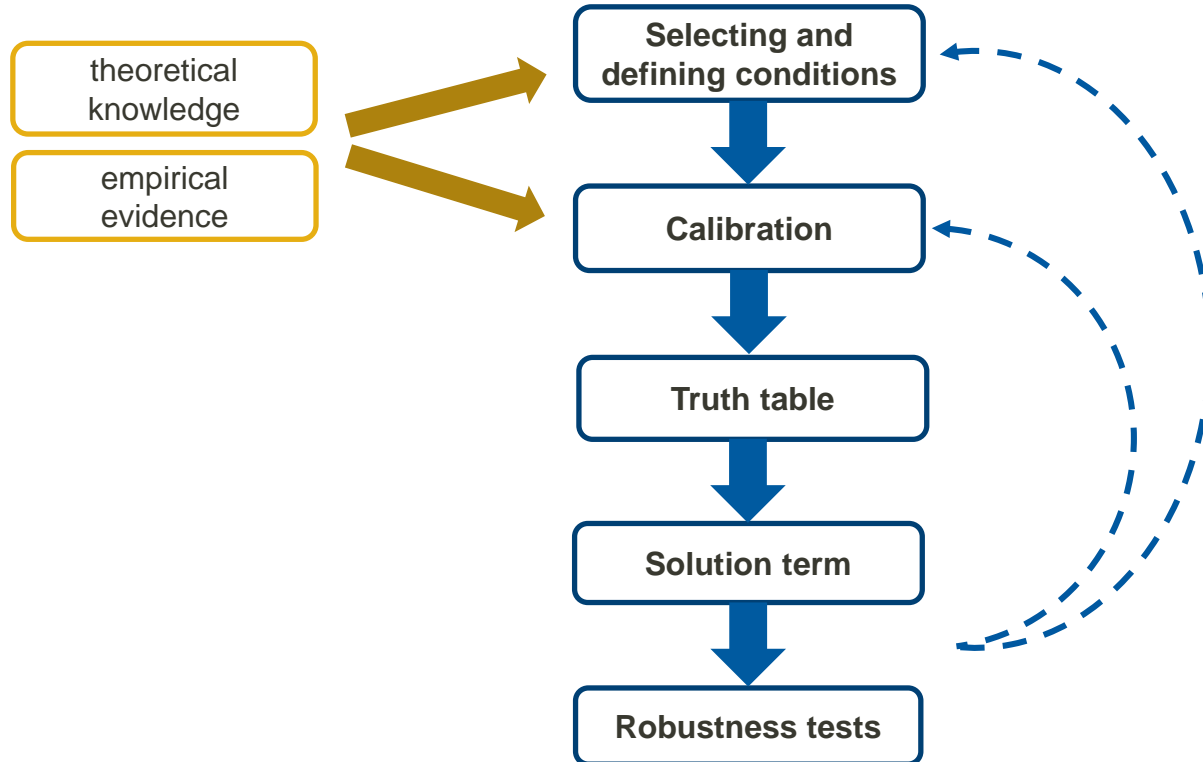 theoretical
knowledge
empirical
evidence
Selecting and
defining conditions
Calibration
Truth table
Solution term
Robustness tests